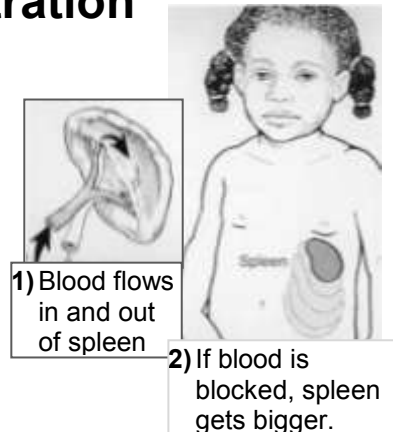 ration
1) Blood flows
in and out
of spleen
Spleen
2) If blood is
blocked, spleen
gets bigger.